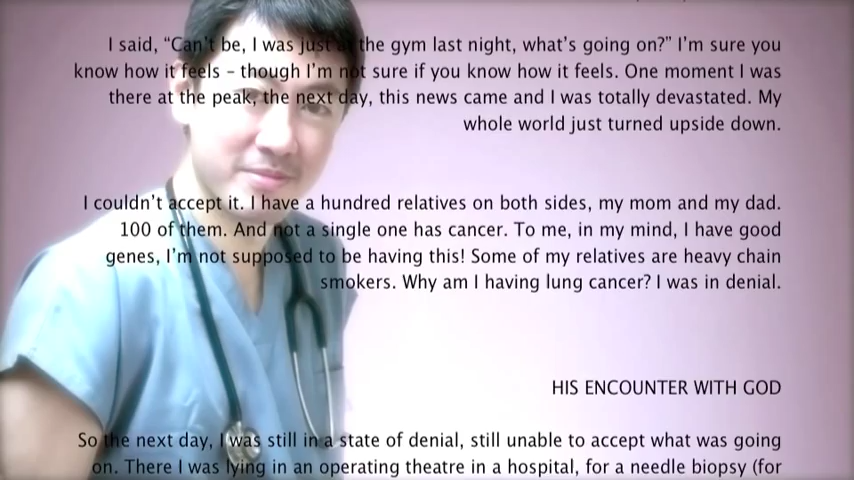 I said, “Can’t be, I was just at the gym last night, what’s going on?” I’m sure you
know how it feels – though I’m not sure if you know how it feels. One moment I was
there at the peak, the next day, this news came and I was totally devastated. My
whole world just turned upside down.
I couldn’t accept it. I have a hundred relatives on both sides, my mom and my dad.
100 of them. And not a single one has cancer. To me, in my mind, I have good
genes, I’m not supposed to be having this! Some of my relatives are heavy chain
smokers. Why am I having lung cancer? I was in denial.
HIS ENCOUNTER WITH GOD
So the next day, I was still in a state of denial, still unable to accept what was going
on. There I was lying in an operating theatre in a hospital, for a needle biopsy (for